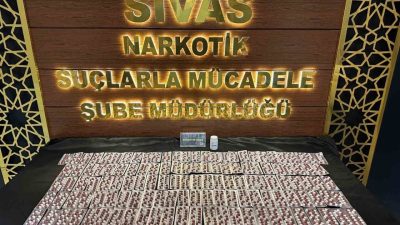 SİVAS
NARKOTİK
SUÇLARLA MÜCADELE
ŞUBE MÜDÜRLÜĞÜ